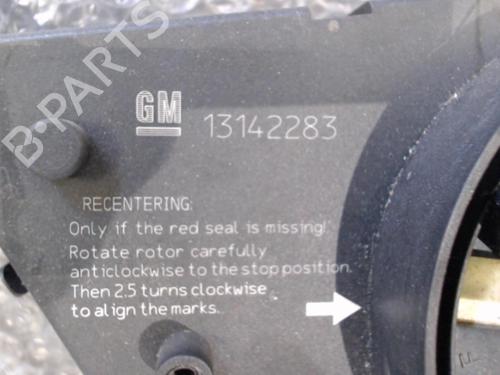 B-PARTS
GM 13142283
RECENTERING:
Only if the red seal is missing!
Rotate rotor carefully
anticlockwise to the stop position.
Then 2.5 turns clockwise
to align the marks.